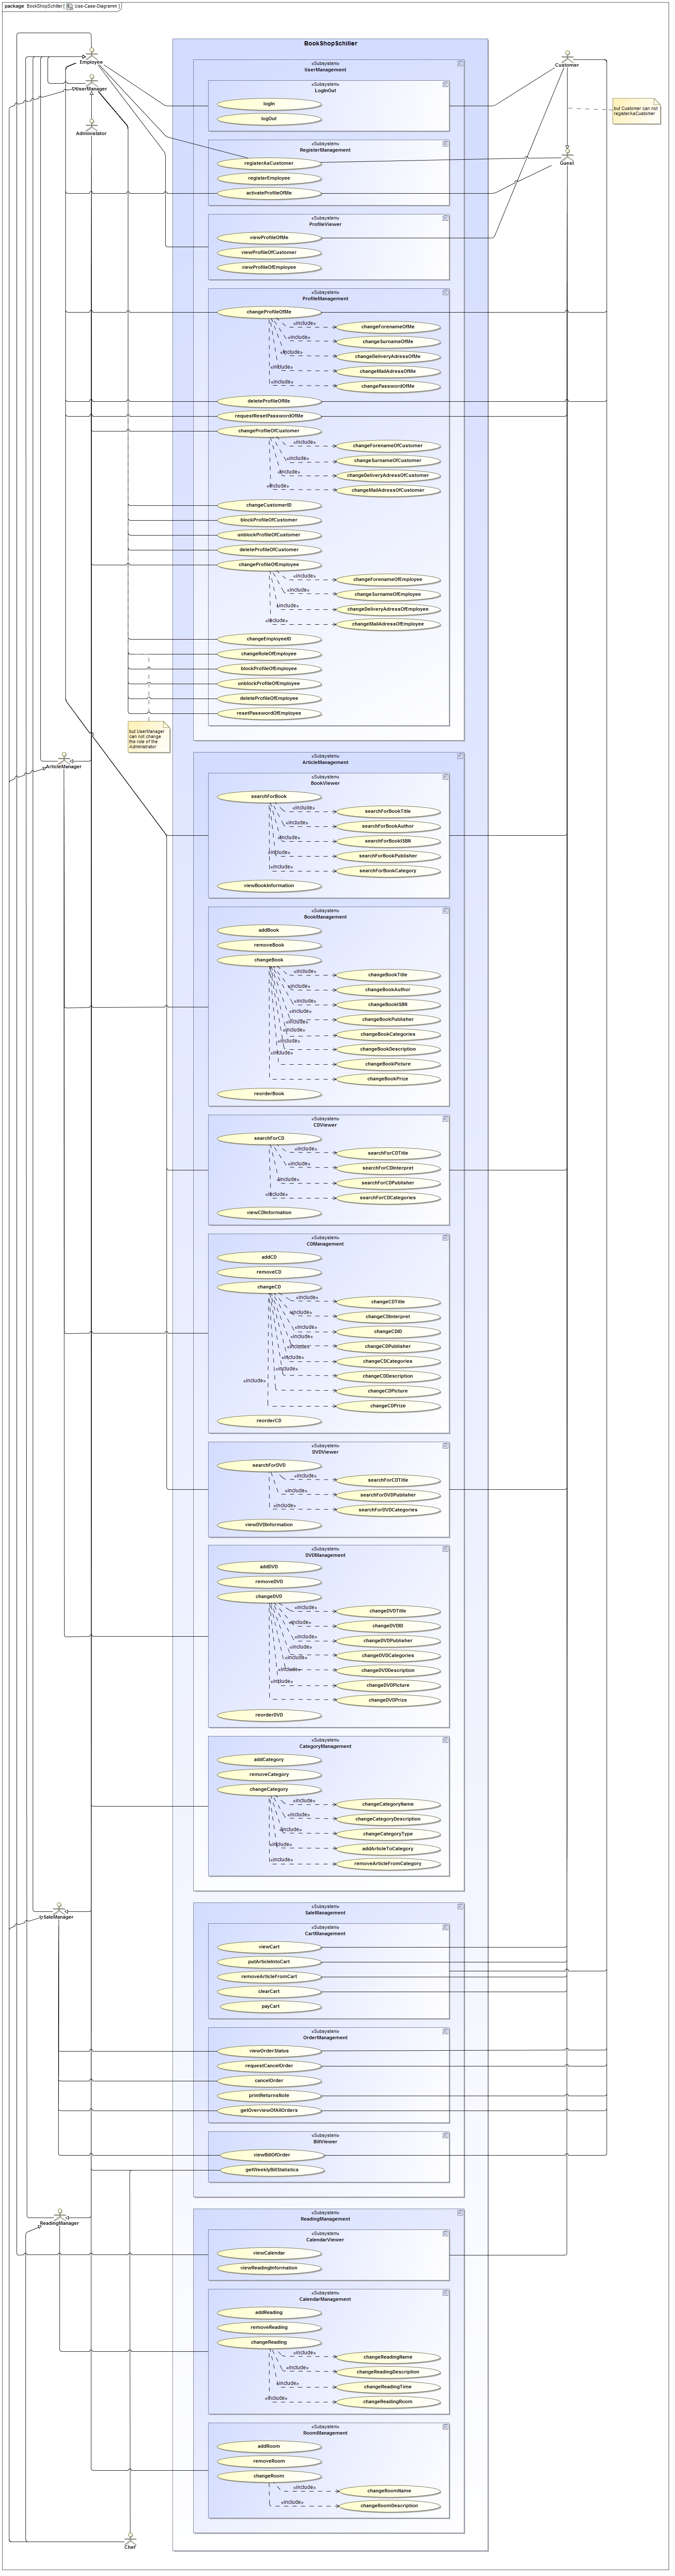 package BookShopSchiller [ Use-Case-Diagramm ]
BookShopSchiller
Employee
Customer
UserManager
Administator
Guest
but Customer can not
registerAsCustomer
«Subsystem»
UserManagement
«Subsystem»
LogInOut
logIn
logOut
«Subsystem»
RegisterManagement
registerAsCustomer
registerEmployee
activateProfileOfMe
«Subsystem»
ProfileViewer
viewProfileOfMe
viewProfileOfCustomer
viewProfileOfEmployee
«Subsystem»
ProfileManagement
changeProfileOfMe
«include»
changeForenameOfMe
«include»
changeSurnameOfMe
«include»
changeDeliveryAdressOfMe
«include»
changeMailAdressOfMe
«include»
changePasswordOfMe
deleteProfileOfMe
requestResetPasswordOfMe
changeProfileOfCustomer
«include»
changeForenameOfCustomer
«include»
changeSurnameOfCustomer
«include»
changeDeliveryAdressOfCustomer
«include»
changeMailAdressOfCustomer
changeCustomerID
blockProfileOfCustomer
unblockProfileOfCustomer
deleteProfileOfCustomer
changeProfileOfEmployee
«include»
changeForenameOfEmployee
«include»
changeSurnameOfEmployee
«include»
changeDeliveryAdressOfEmployee
«include»
changeMailAdressOfEmployee
changeEmployeeID
changeRoleOfEmployee
blockProfileOfEmployee
unblockProfileOfEmployee
deleteProfileOfEmployee
resetPasswordOfEmployee
but UserManager
can not change
the role of the
Administrator
ArticleManager
«Subsystem»
ArticleManagement
«Subsystem»
BookViewer
searchForBook
«include»
searchForBookTitle
«include»
searchForBookAuthor
«include»
searchForBookISBN
«include»
searchForBookPublisher
«include»
searchForBookCategory
viewBookInformation
«Subsystem»
BookManagement
addBook
removeBook
changeBook
«include»
changeBookTitle
«include»
changeBookAuthor
«include»
changeBookISBN
«include»
changeBookPublisher
«include»
changeBookCategories
«include»
changeBookDescription
«include»
changeBookPicture
«include»
changeBookPrize
reorderBook
«Subsystem»
CDViewer
searchForCD
«include»
searchForCDTitle
«include»
searchForCDInterpret
«include»
searchForCDPublisher
«include»
searchForCDCategories
viewCDInformation
«Subsystem»
CDManagement
addCD
removeCD
changeCD
«include»
changeCDTitle
«include»
changeCDInterpret
«include»
changeCDID
«include»
changeCDPublisher
«include»
changeCDCategories
«include»
changeCDDescription
«include»
changeCDPicture
changeCDPrize
reorderCD
«Subsystem»
DVDViewer
searchForDVD
«include»
searchForCDTitle
«include»
searchForDVDPublisher
«include»
searchForDVDCategories
viewDVDInformation
«Subsystem»
DVDManagement
addDVD
removeDVD
changeDVD
«include»
changeDVDTitle
«include»
changeDVDID
«include»
changeDVDPublisher
«include»
changeDVDCategories
«include»
changeDVDDescription
«include»
changeDVDPicture
«include»
changeDVDPrize
reorderDVD
«Subsystem»
CategoryManagement
addCategory
removeCategory
changeCategory
«include»
changeCategoryName
«include»
changeCategoryDescription
«include»
changeCategoryType
«include»
addArticleToCategory
«include»
removeArticleFromCategory
SaleManager
«Subsystem»
SaleManagement
«Subsystem»
CartManagement
viewCart
putArticleIntoCart
removeArticleFromCart
clearCart
payCart
«Subsystem»
OrderManagement
viewOrderStatus
requestCancelOrder
cancelOrder
printReturnsNote
getOverviewOfAllOrders
«Subsystem»
BillViewer
viewBillOfOrder
getWeeklyBillStatistics
ReadingManager
«Subsystem»
ReadingManagement
«Subsystem»
CalendarViewer
viewCalendar
viewReadingInformation
«Subsystem»
CalendarManagement
addReading
removeReading
changeReading
«include»
changeReadingName
«include»
changeReadingDescription
«include»
changeReadingTime
«include»
changeReadingRoom
«Subsystem»
RoomManagement
addRoom
removeRoom
changeRoom
«include»
changeRoomName
«include»
changeRoomDescription
Chef